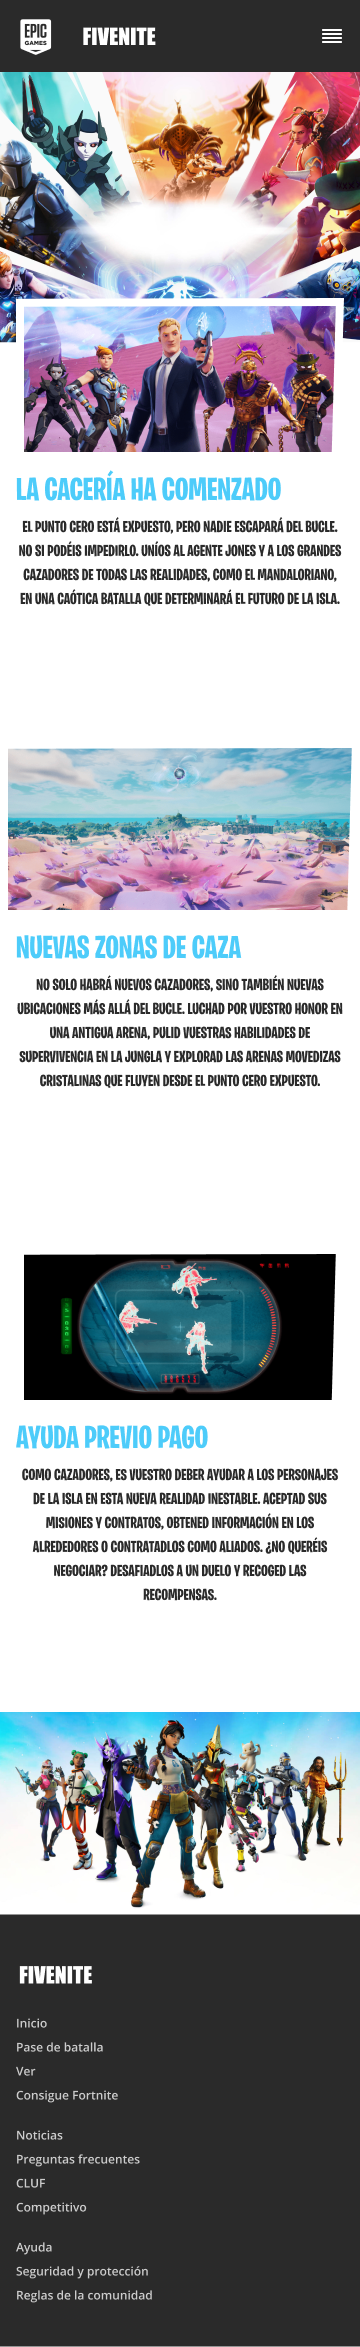 EPIC
GAMES
FIVENITE
LA CACERÍA HA COMENZADO
EL PUNTO CERO ESTÁ EXPUESTO, PERO NADIE ESCAPARÁ DEL BUCLE.
NO SI PODÉIS IMPEDIRLO. UNÍOS AL AGENTE JONES Y A LOS GRANDES
CAZADORES DE TODAS LAS REALIDADES, COMO EL MANDALORIANO,
EN UNA CAÓTICA BATALLA QUE DETERMINARÁ EL FUTURO DE LA ISLA.
NUEVAS ZONAS DE CAZA
NO SOLO HABRÁ NUEVOS CAZADORES, SINO TAMBIÉN NUEVAS
UBICACIONES MÁS ALLÁ DEL BUCLE. LUCHAD POR VUESTRO HONOR EN
UNA ANTIGUA ARENA, PULID VUESTRAS HABILIDADES DE
SUPERVIVENCIA EN LA JUNGLA Y EXPLORAD LAS ARENAS MOVEDIZAS
CRISTALINAS QUE FLUYEN DESDE EL PUNTO CERO EXPUESTO.
AYUDA PREVIO PAGO
COMO CAZADORES, ES VUESTRO DEBER AYUDAR A LOS PERSONAJES
DE LA ISLA EN ESTA NUEVA REALIDAD INESTABLE. ACEPTAD SUS
MISIONES Y CONTRATOS, OBTENED INFORMACIÓN EN LOS
ALREDEDORES O CONTRATADLOS COMO ALIADOS. ¿NO QUERÉIS
NEGOCIAR? DESAFIADLOS A UN DUELO Y RECOGED LAS
RECOMPENSAS.
FIVENITE
Inicio
Pase de batalla
Ver
Consigue Fortnite
Noticias
Preguntas frecuentes
CLUF
Competitivo
Ayuda
Seguridad y protección
Reglas de la comunidad